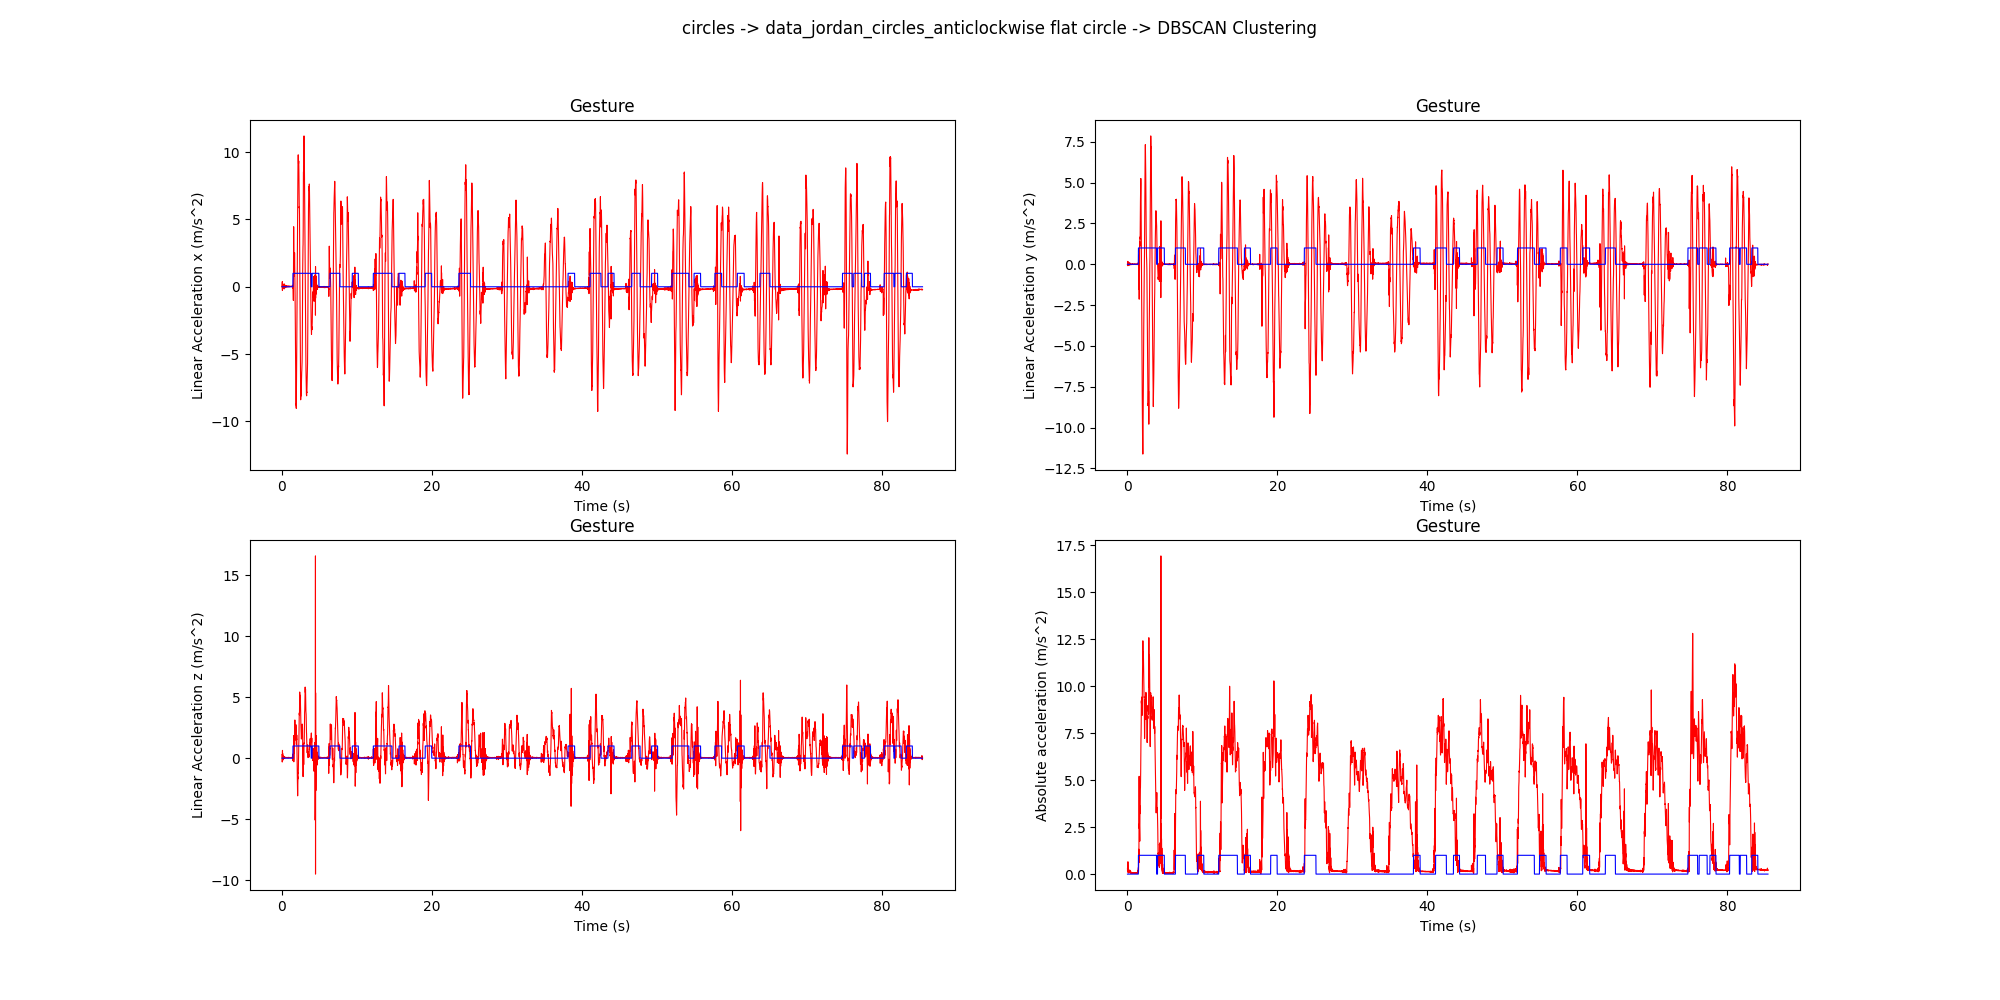 circles -> data_jordan_circles_anticlockwise flat circle -> DBSCAN Clustering
Gesture
Linear Acceleration x (m/s^2)
10
5
0
−5
−10
0 20 40 60 80
Time (s)
Gesture
Linear Acceleration y (m/s^2)
7.5
5.0
2.5
0.0
−2.5
−5.0
−7.5
−10.0
−12.5
0 20 40 60 80
Time (s)
Gesture
Linear Acceleration z (m/s^2)
15
10
5
0
−5
−10
0 20 40 60 80
Time (s)
Gesture
Absolute acceleration (m/s^2)
17.5
15.0
12.5
10.0
7.5
5.0
2.5
0.0
0 20 40 60 80
Time (s)